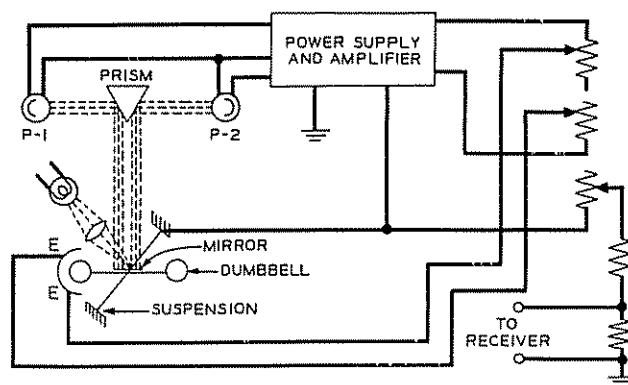 POWER SUPPLY
AND AMPLIFIER
PRISM
P-1
P-2
E
MIRROR
E
DUMBBELL
SUSPENSION
TO
RECEIVER